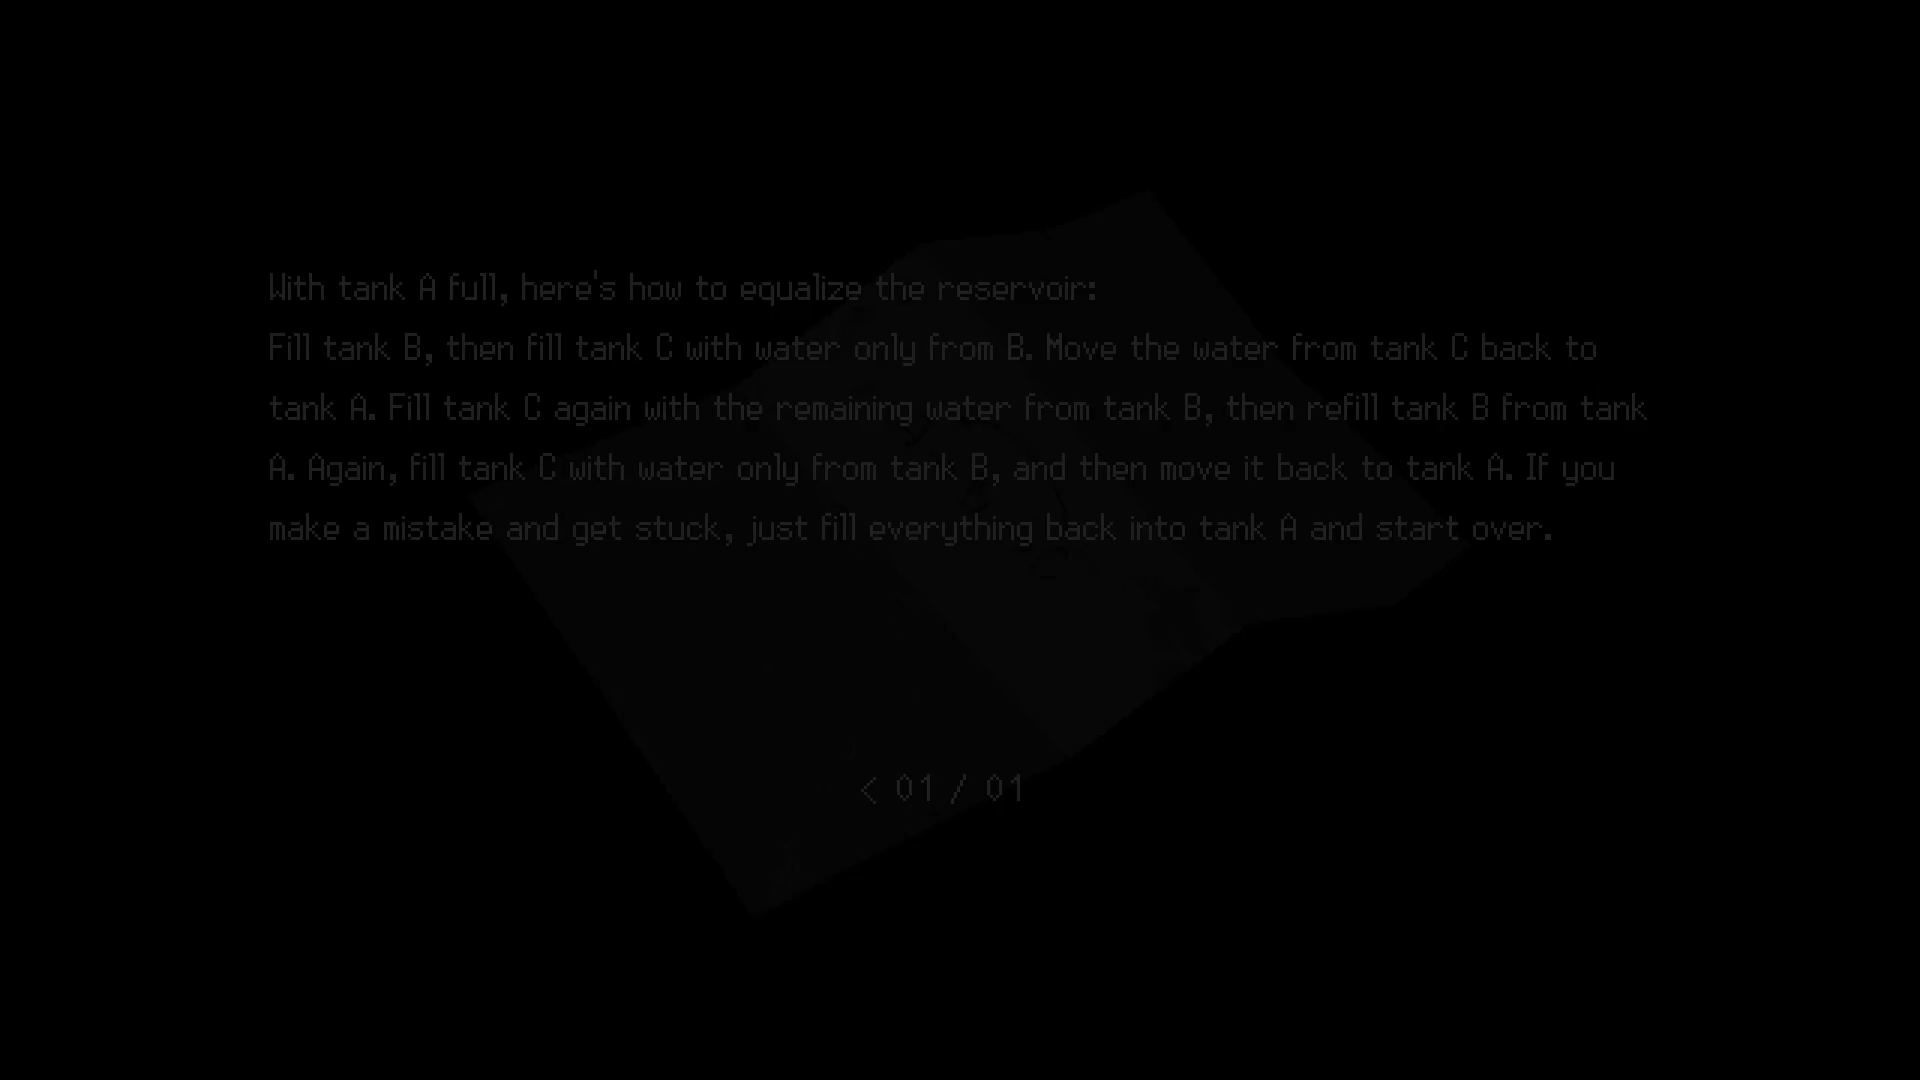 With tank A full, here's how to equalize the reservoir:
Fill tank B, then fill tank C with water only from B. Move the water from tank C back to
tank A. Fill tank C again with the remaining water from tank B, then refill tank B from tank
A. Again, fill tank C with water only from tank B, and then move it back to tank A. If you
make a mistake and get stuck, just fill everything back into tank A and start over.
< 01 / 01